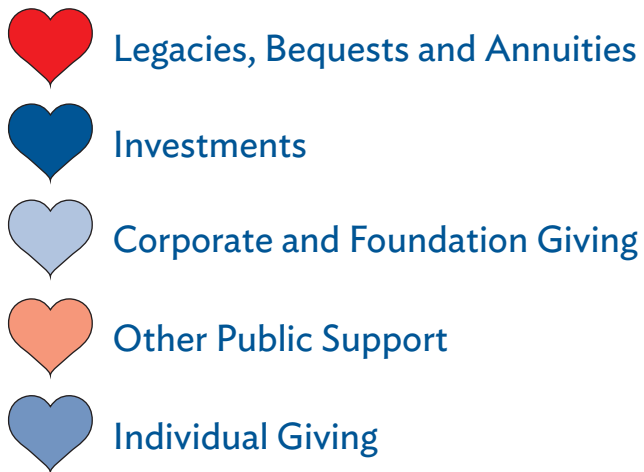 Legacies, Bequests and Annuities
Investments
Corporate and Foundation Giving
Other Public Support
Individual Giving